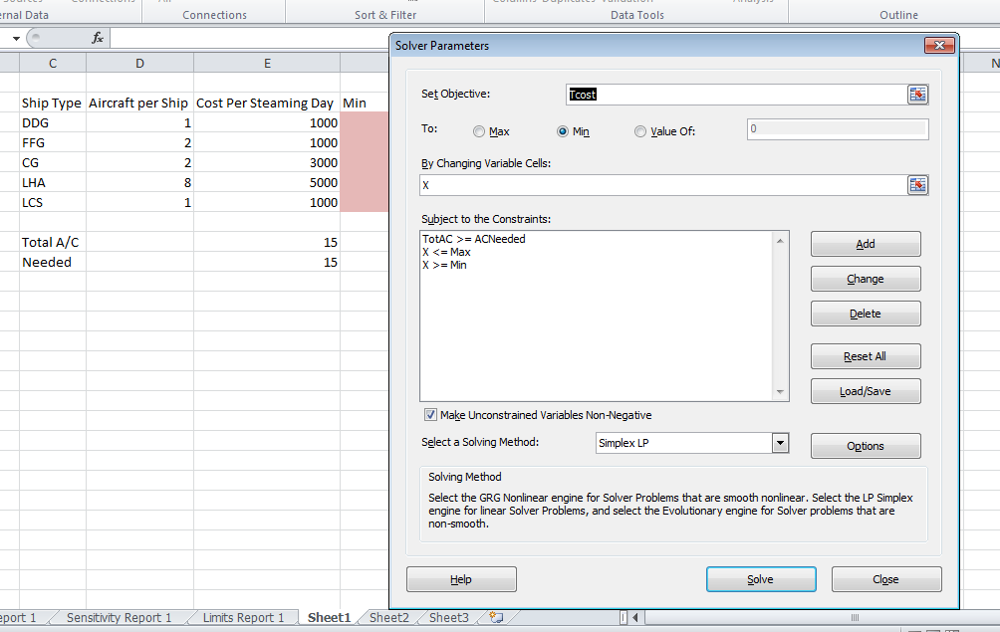 Connections
Sort & Filter
Data Tools
Outline
fx
Solver Parameters
C D E N
Set Objective: Tcost
Ship Type Aircraft per Ship Cost Per Steaming Day Min
DDG 1 1000
FFG 2 1000
CG 2 3000
LHA 8 5000
LCS 1 1000
Total A/C 15
Needed 15
To: Max Min Value Of: 0
By Changing Variable Cells:
X
Subject to the Constraints:
TotAC >= ACNeeded
X <= Max
X >= Min
Add
Change
Delete
Reset All
Load/Save
Make Unconstrained Variables Non-Negative
Select a Solving Method: Simplex LP
Options
Solving Method
Select the GRG Nonlinear engine for Solver Problems that are smooth nonlinear. Select the LP Simplex
engine for linear Solver Problems, and select the Evolutionary engine for Solver problems that are
non-smooth.
Help Solve Close
1 Sensitivity Report 1 Limits Report 1 Sheet1 Sheet2 Sheet3